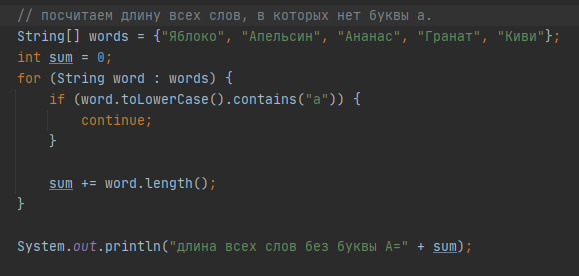 // посчитаем длину всех слов, в которых нет буквы а.
String[] words = {"Яблоко", "Апельсин", "Ананас", "Гранат", "Киви"};
int sum = 0;
for (String word : words) {
    if (word.toLowerCase().contains("а")) {
        continue;
    }

    sum += word.length();
}

System.out.println("длина всех слов без буквы А=" + sum);